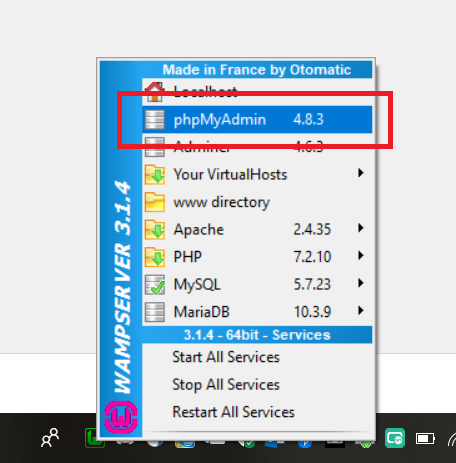 Made in France by Otomatic
Localhost
phpMyAdmin 4.8.3
Adminer 4.6.3
Your VirtualHosts
www directory
Apache 2.4.35
PHP 7.2.10
MySQL 5.7.23
MariaDB 10.3.9
3.1.4 - 64bit - Services
Start All Services
Stop All Services
Restart All Services
WAMPSERVER 3.1.4